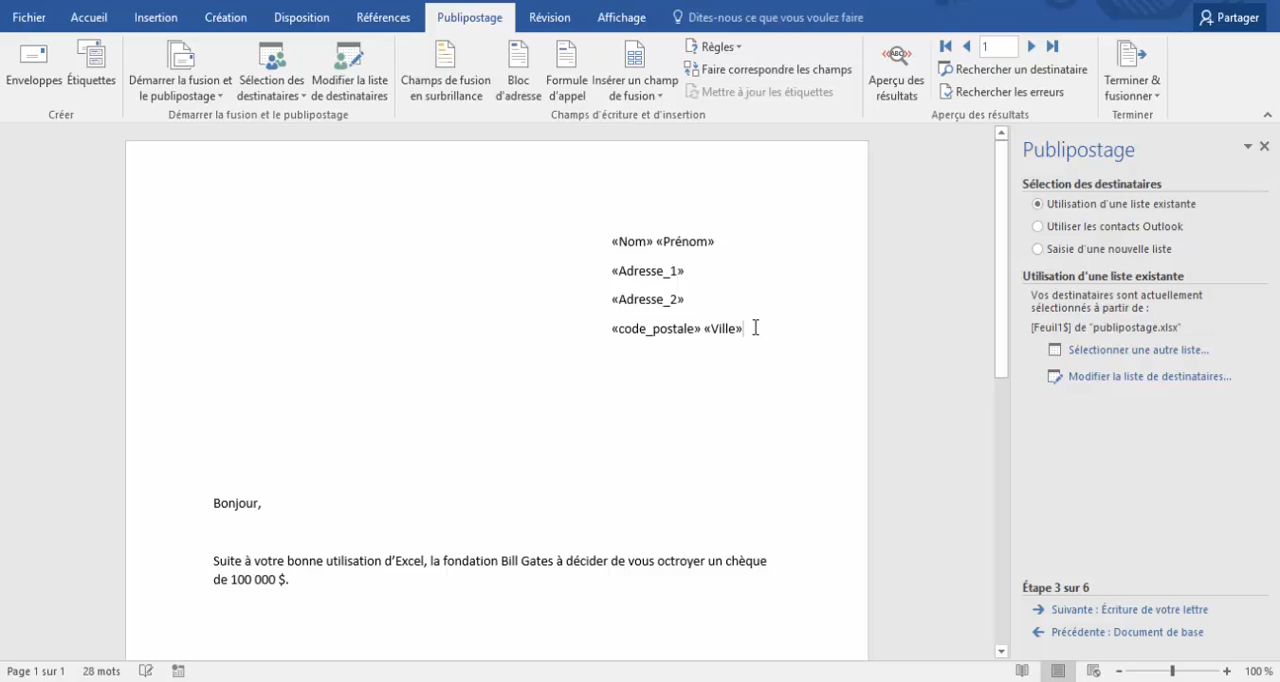 Fichier Accueil Insertion Création Disposition Références Publipostage Révision Affichage Dites-nous ce que vous voulez faire Partager
Enveloppes Étiquettes
Créer
Démarrer la fusion et
le publipostage
Sélection des
destinataires
Modifier la liste
de destinataires
Démarrer la fusion et le publipostage
Champs de fusion
en surbrillance
Bloc
d'adresse
Formule
d'appel
Insérer un champ
de fusion
Règles
Faire correspondre les champs
Mettre à jour les étiquettes
Champs d'écriture et d'insertion
ABC
Aperçu des
résultats
1
Rechercher un destinataire
Rechercher les erreurs
Aperçu des résultats
Terminer &
fusionner
Terminer
«Nom» «Prénom»
«Adresse_1»
«Adresse_2»
«code_postale» «Ville»
Bonjour,
Suite à votre bonne utilisation d'Excel, la fondation Bill Gates à décider de vous octroyer un chèque
de 100 000 $.
Publipostage
Sélection des destinataires
Utilisation d'une liste existante
Utiliser les contacts Outlook
Saisie d'une nouvelle liste
Utilisation d'une liste existante
Vos destinataires sont actuellement
sélectionnés à partir de :
[Feuil1$] de "publipostage.xlsx"
Sélectionner une autre liste...
Modifier la liste de destinataires...
Étape 3 sur 6
Suivante : Écriture de votre lettre
Précédente : Document de base
Page 1 sur 1 28 mots 100 %